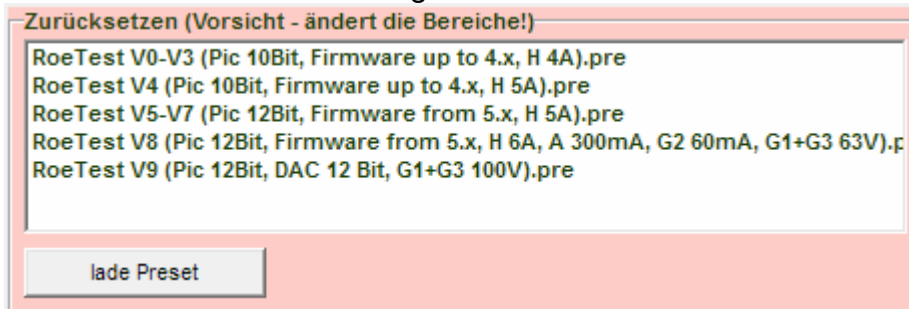 Zurücksetzen (Vorsicht - ändert die Bereiche!)
RoeTest V0-V3 (Pic 10Bit, Firmware up to 4.x, H 4A).pre
RoeTest V4 (Pic 10Bit, Firmware up to 4.x, H 5A).pre
RoeTest V5-V7 (Pic 12Bit, Firmware from 5.x, H 5A).pre
RoeTest V8 (Pic 12Bit, Firmware from 5.x, H 6A, A 300mA, G2 60mA, G1+G3 63V).p
RoeTest V9 (Pic 12Bit, DAC 12 Bit, G1+G3 100V).pre
lade Preset